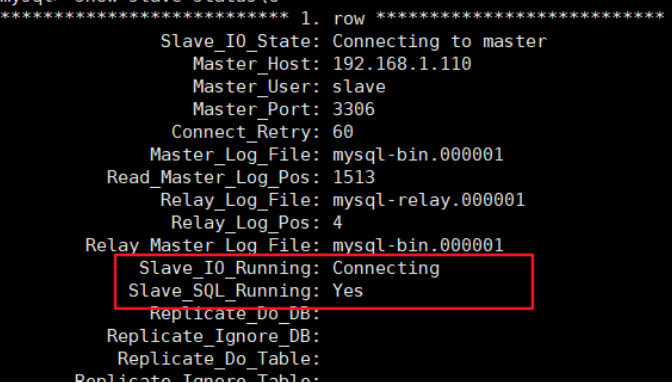 *************************** 1. row ***************************
Slave_IO_State: Connecting to master
Master_Host: 192.168.1.110
Master_User: slave
Master_Port: 3306
Connect_Retry: 60
Master_Log_File: mysql-bin.000001
Read_Master_Log_Pos: 1513
Relay_Log_File: mysql-relay.000001
Relay_Log_Pos: 4
Relay_Master_Log_File: mysql-bin.000001
Slave_IO_Running: Connecting
Slave_SQL_Running: Yes
Replicate_Do_DB:
Replicate_Ignore_DB:
Replicate_Do_Table:
Replicate_Ignore_Table: